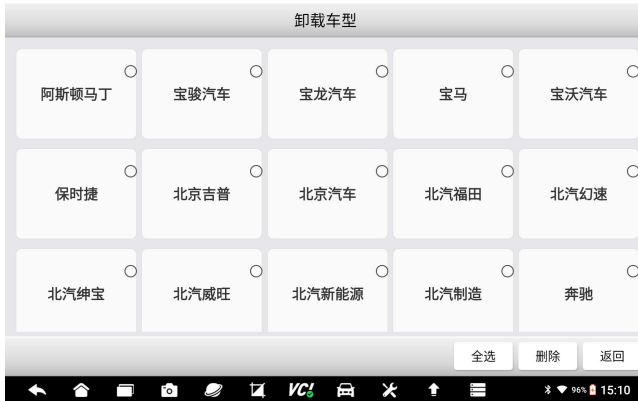 卸载车型
阿斯顿马丁 宝骏汽车 宝龙汽车 宝马 宝沃汽车
保时捷 北京吉普 北京汽车 北汽福田 北汽幻速
北汽绅宝 北汽威旺 北汽新能源 北汽制造 奔驰
全选 删除 返回
VC! 96% 15:10